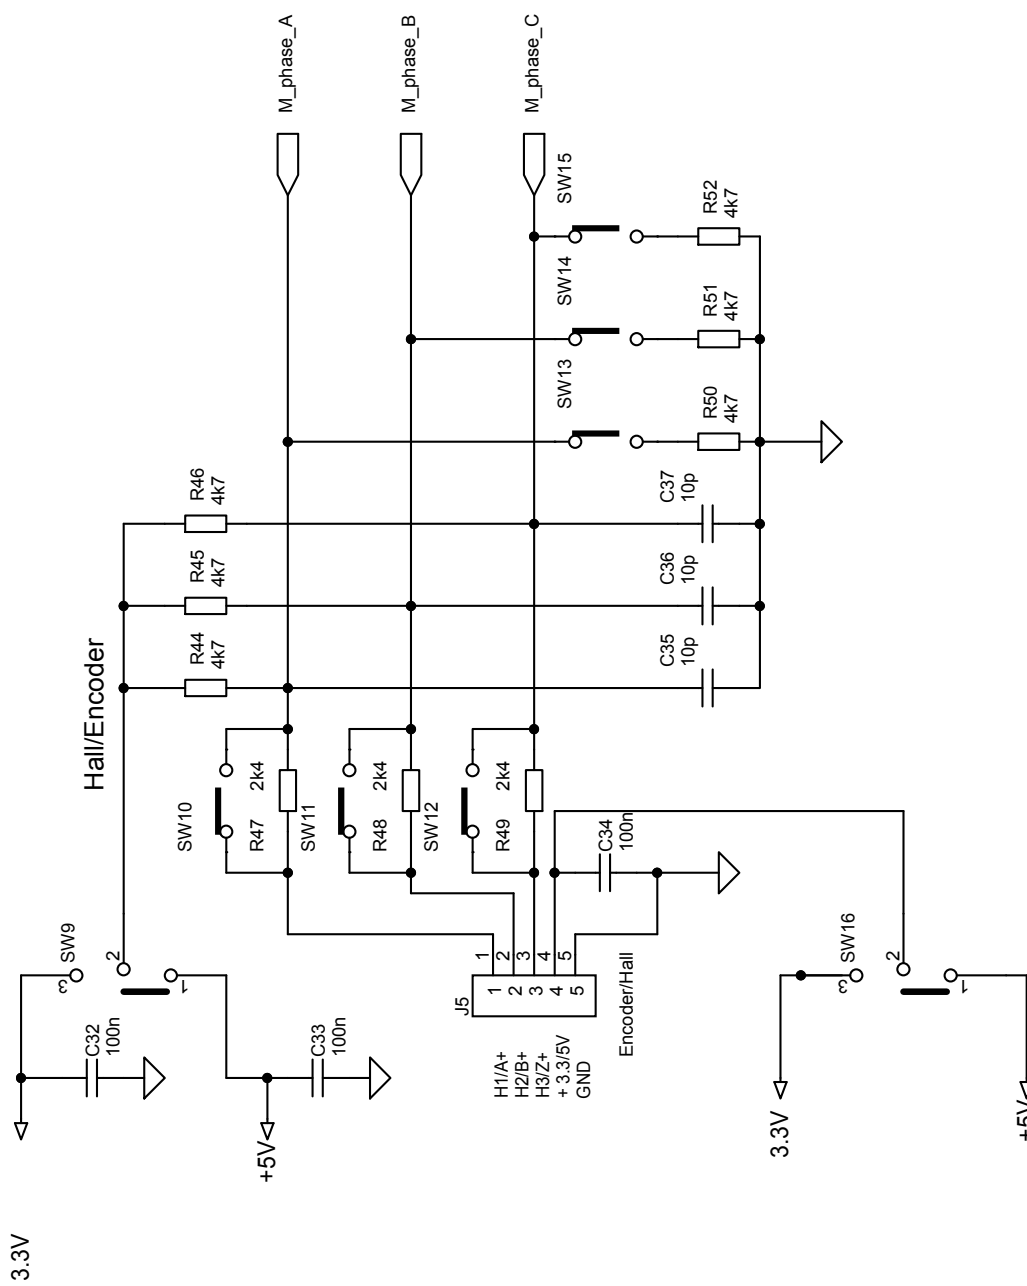 Hall/Encoder
M_phase_A
M_phase_B
M_phase_C
SW15
SW14
SW13
R52
4k7
R51
4k7
R50
4k7
R46
4k7
R45
4k7
R44
4k7
C37
10p
C36
10p
C35
10p
SW10
R47
2k4
SW11
R48
2k4
SW12
R49
2k4
C34
100n
SW9
3
2
1
C32
100n
C33
100n
3.3V
+5V
J5
1
2
3
4
5
1
2
3
4
5
H1/A+
H2/B+
H3/Z+
+ 3.3/5V
GND
Encoder/Hall
SW16
3
2
1
3.3V
+5V